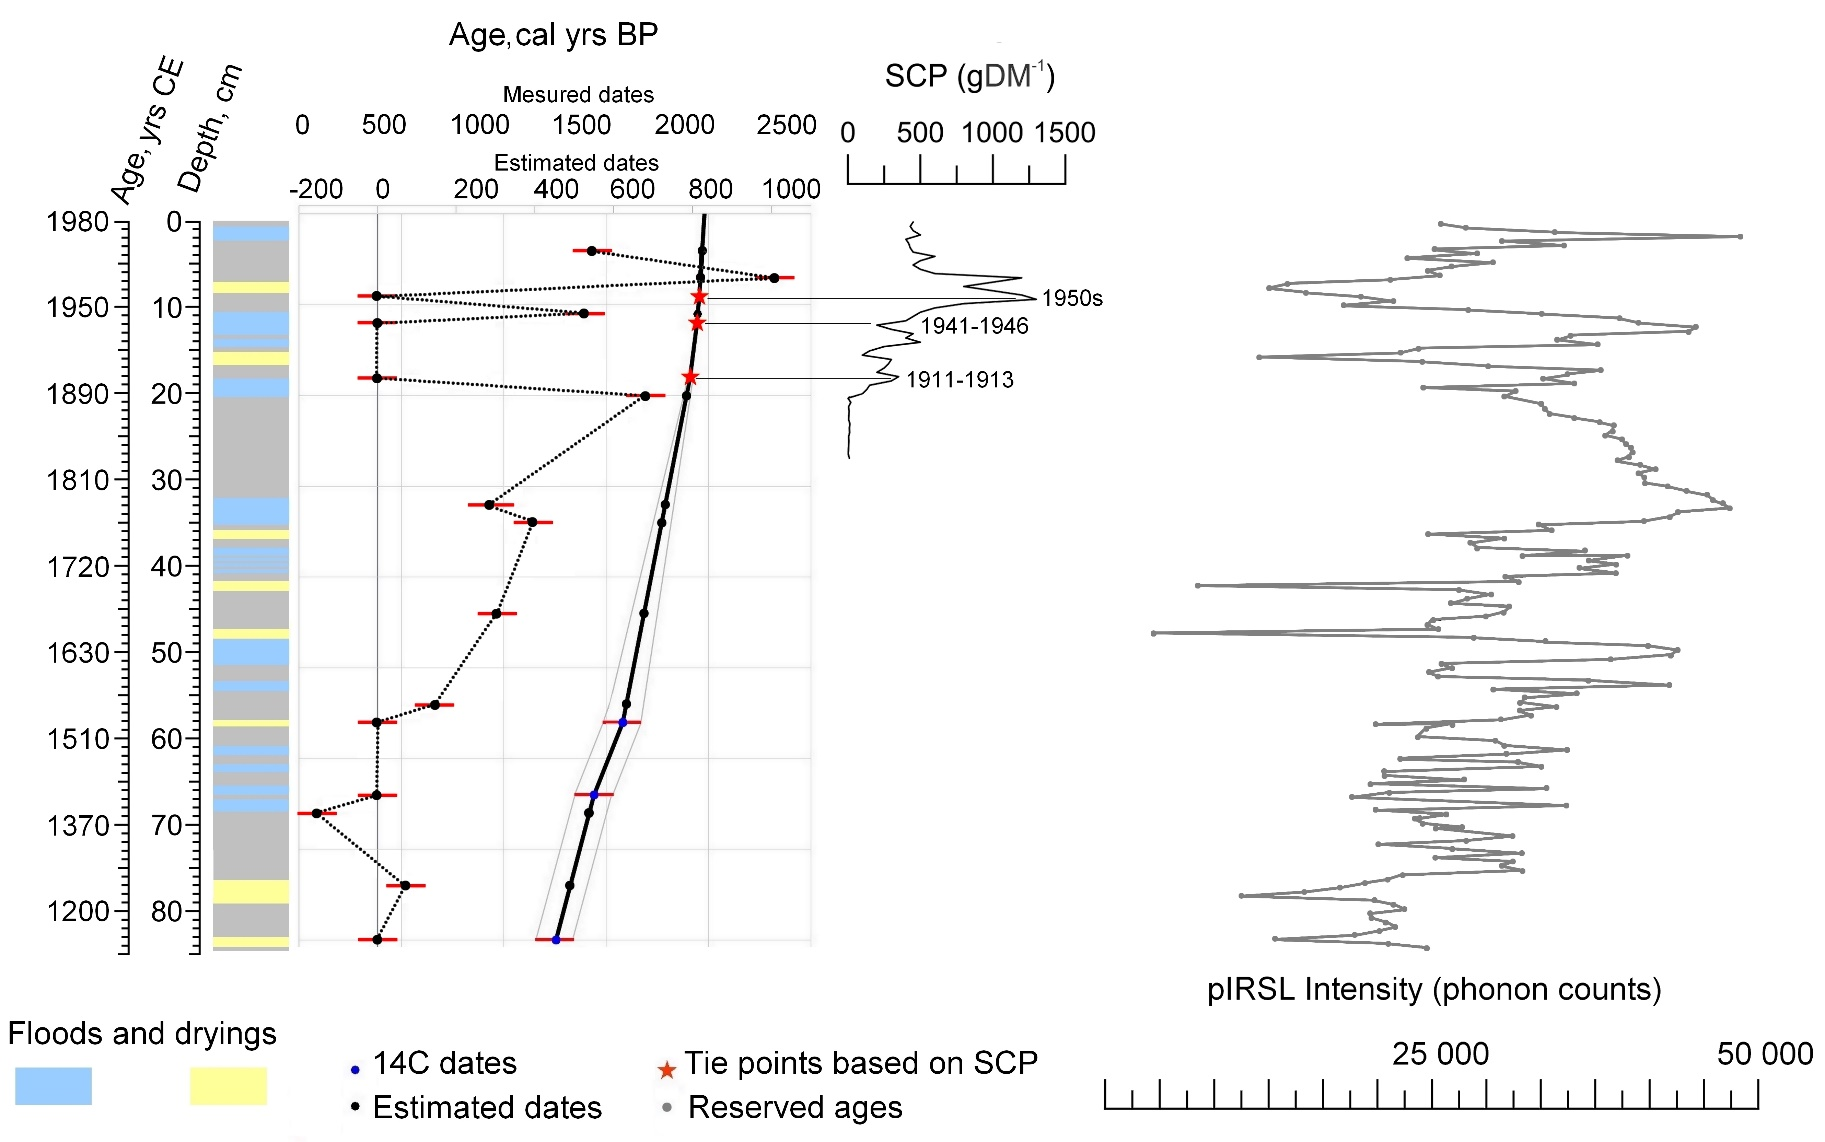 Age,cal yrs BP
Age, yrs CE
Depth, cm
Mesured dates
0 500 1000 1500 2000 2500
Estimated dates
-200 0 200 400 600 800 1000
SCP (gDM⁻¹)
0 500 1000 1500
1980 0
1950 10
1890 20
1810 30
1720 40
1630 50
1510 60
1370 70
1200 80
1950s
1941-1946
1911-1913
pIRSL Intensity (phonon counts)
25 000 50 000
Floods and dryings
14C dates
Estimated dates
Tie points based on SCP
Reserved ages